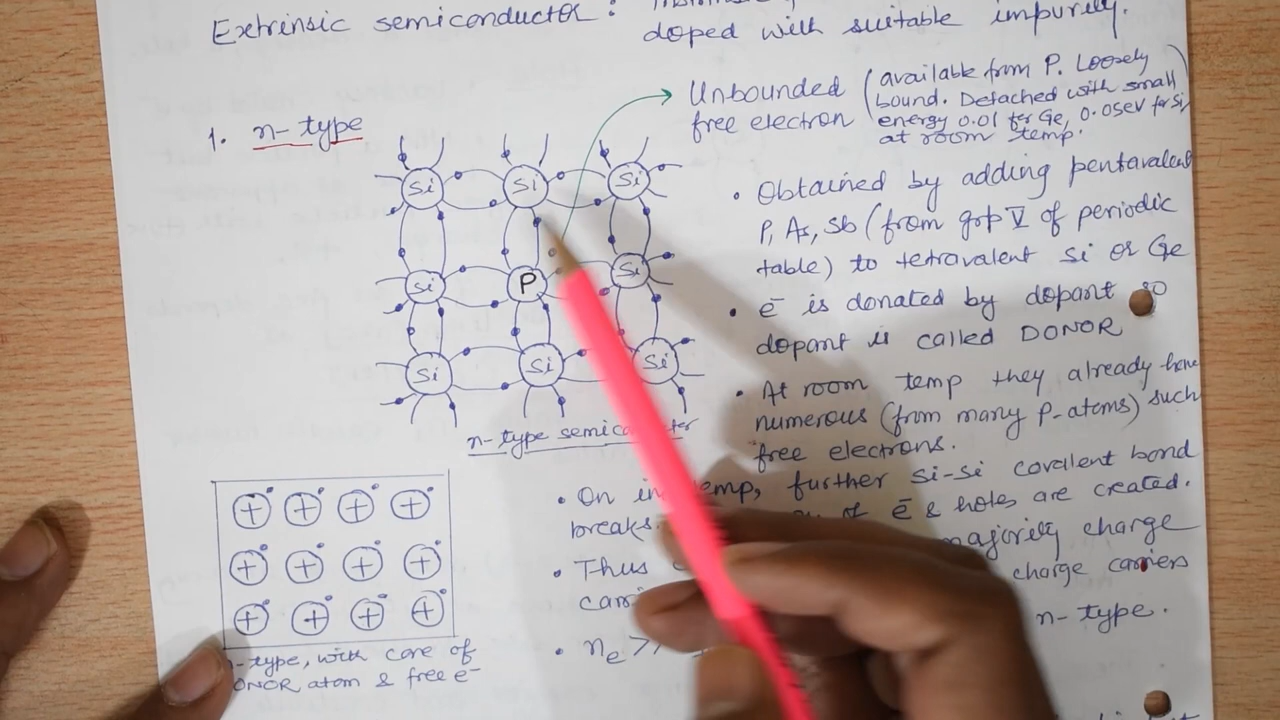 Extrinsic semiconductor :
doped with suitable impurity.
1. n-type
Unbounded free electron
(available from P. Loosely bound. Detached with small energy 0.01 for Ge, 0.05eV for Si, at room temp.)
Si Si Si
Si P Si
Si Si Si
n-type
• Obtained by adding pentavalent
P, As, Sb (from grp V of periodic
table) to tetravalent Si or Ge
• e̅ is donated by dopant so
dopant is called DONOR
• At room temp they already have
numerous (from many P-atoms) such
free electrons.
• On temp, further Si-Si covalent bond
breaks. of e̅ & holes are created.
• Thus majority charge
charge carriers
n-type.
• nₑ >>
+ + + +
+ + + +
+ + + +
with core of
atom & free e⁻